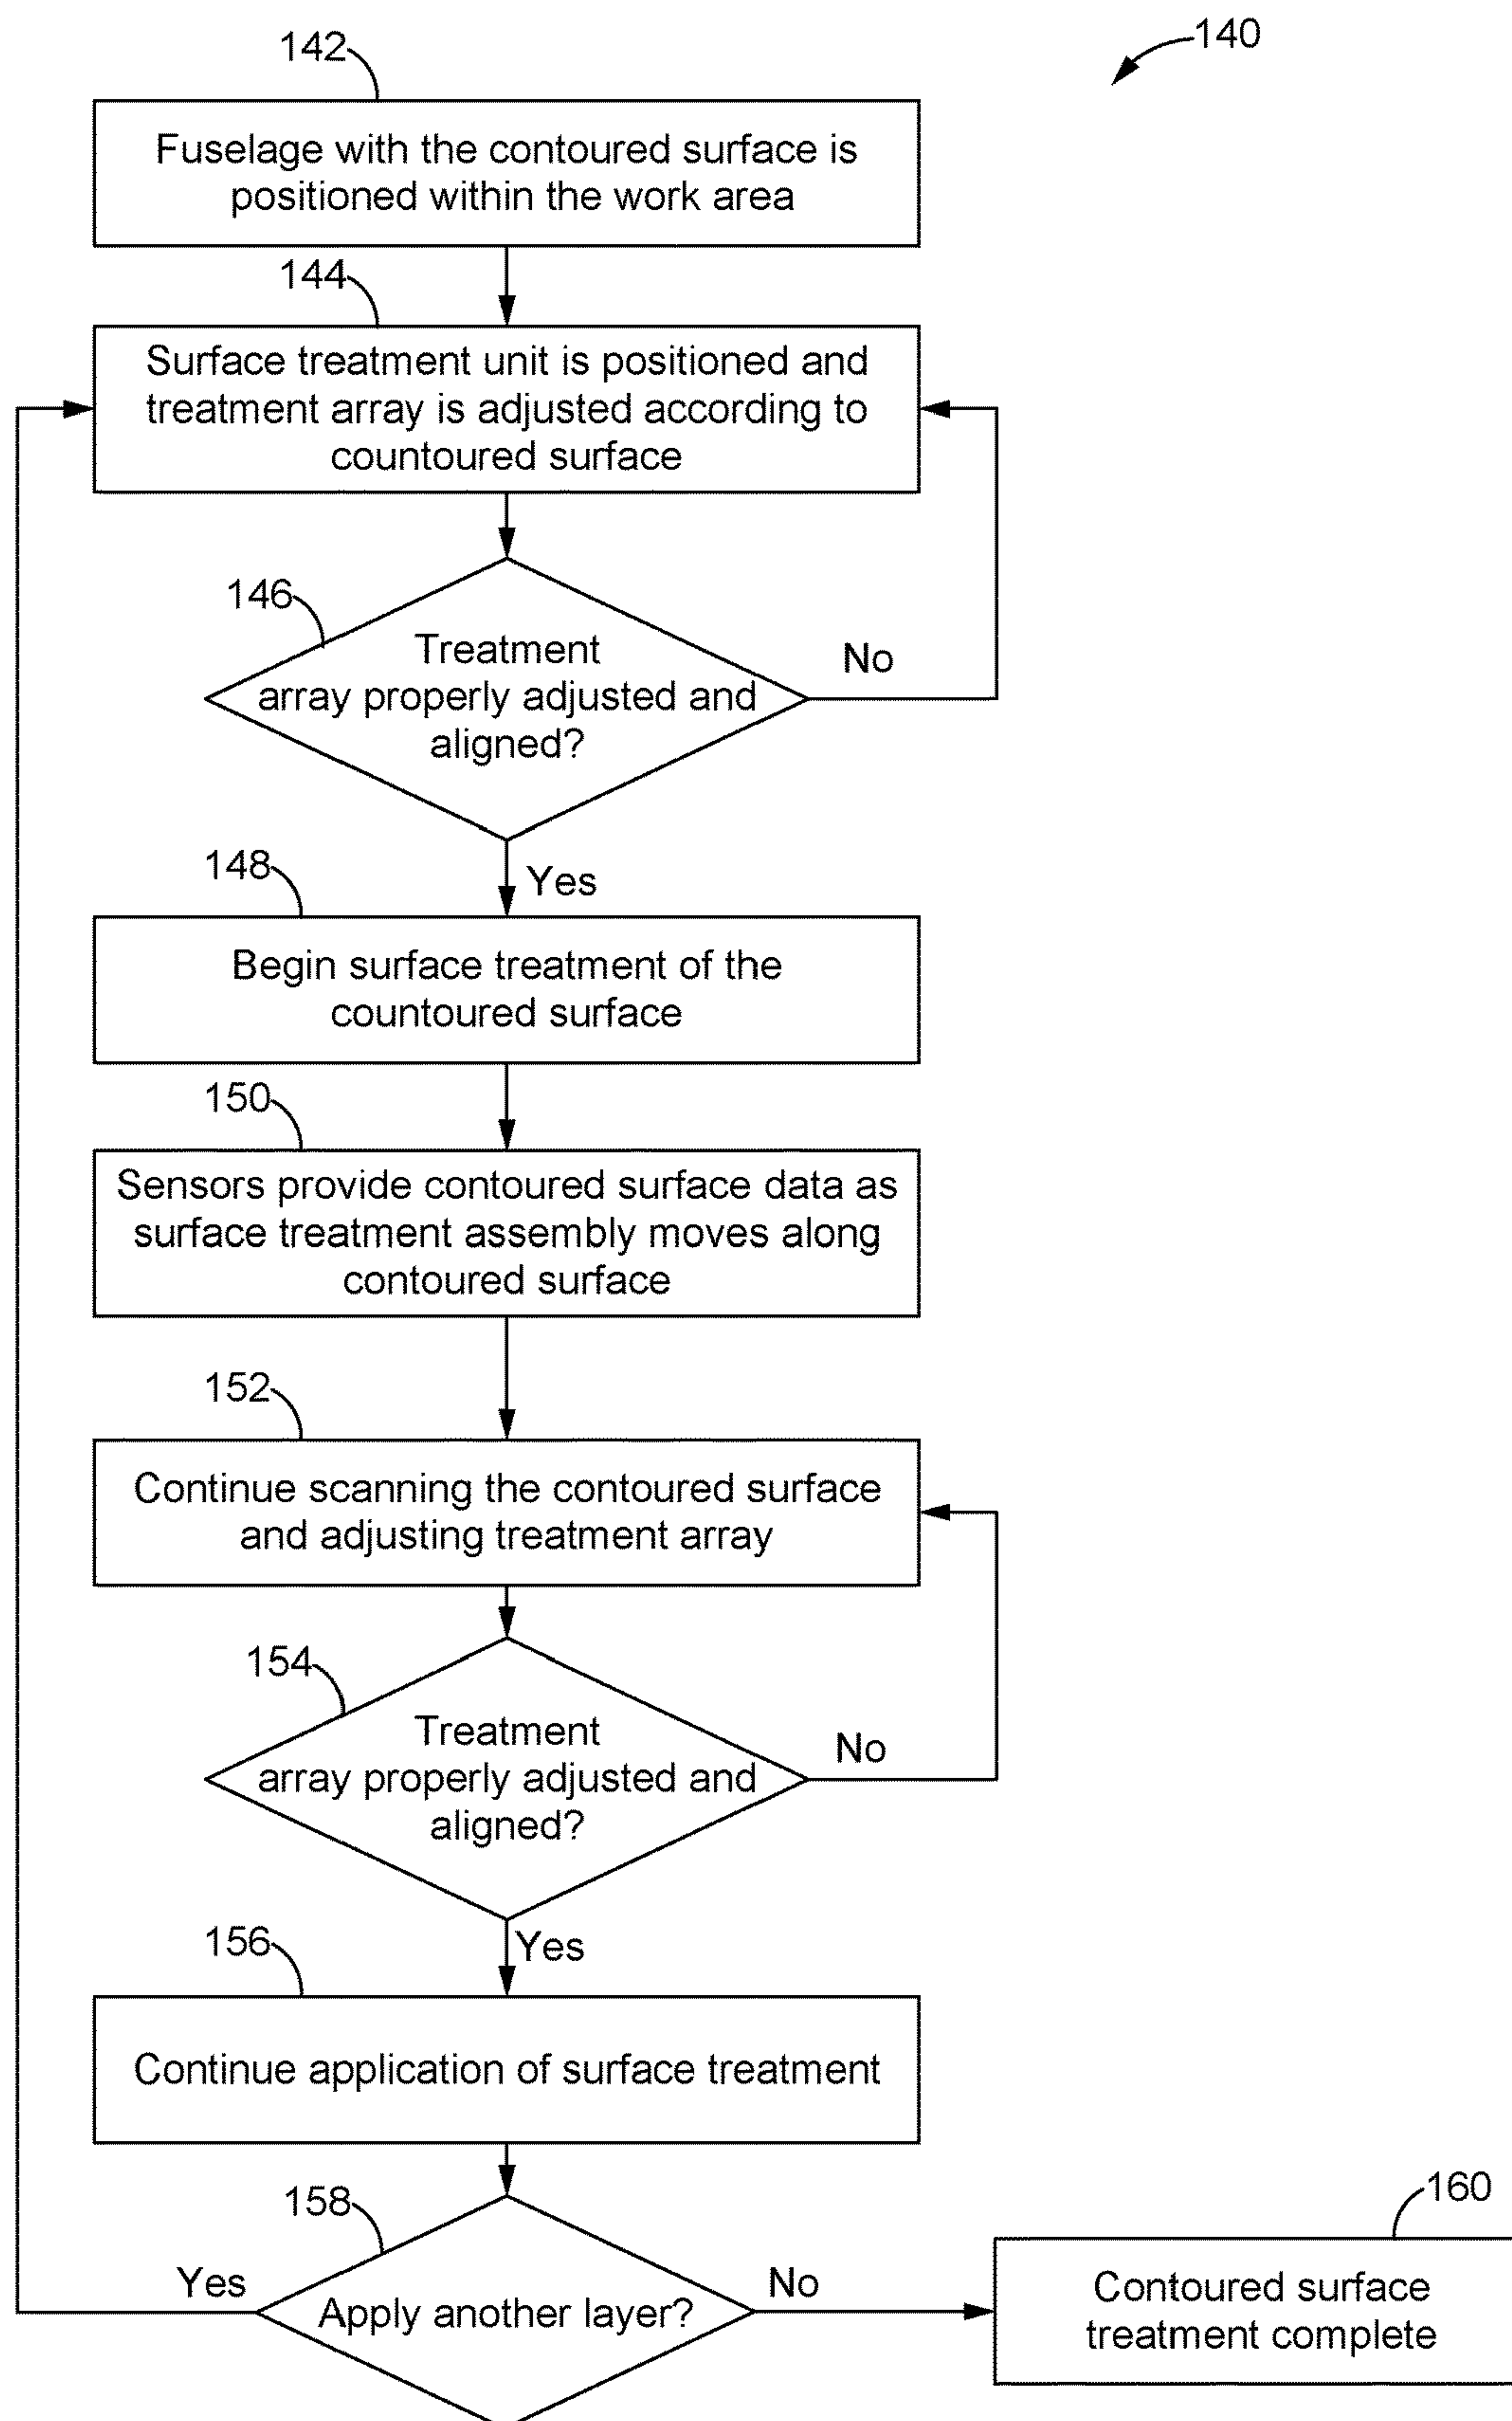 140
142
Fuselage with the contoured surface is
positioned within the work area
144
Surface treatment unit is positioned and
treatment array is adjusted according to
countoured surface
146
Treatment
array properly adjusted and
aligned?
No
Yes
148
Begin surface treatment of the
countoured surface
150
Sensors provide contoured surface data as
surface treatment assembly moves along
contoured surface
152
Continue scanning the contoured surface
and adjusting treatment array
154
Treatment
array properly adjusted and
aligned?
No
Yes
156
Continue application of surface treatment
158
Apply another layer?
Yes
No
160
Contoured surface
treatment complete